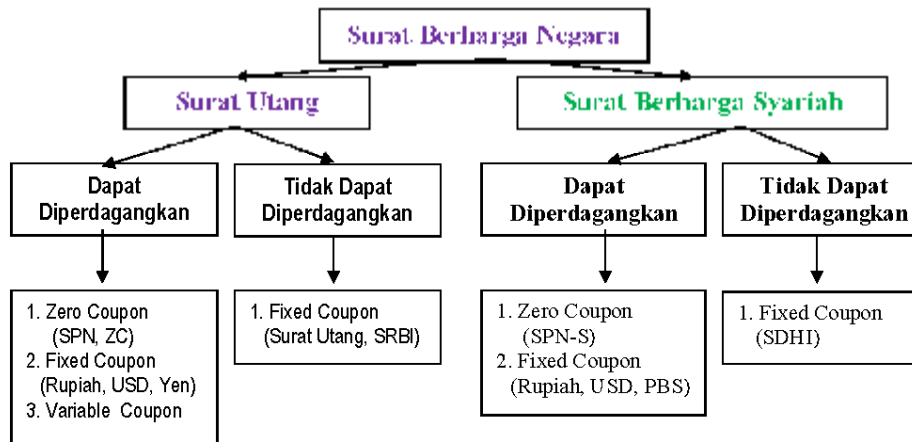 Surat Berharga Negara
Surat Utang
Surat Berharga Syariah
Dapat
Diperdagangkan
Tidak Dapat
Diperdagangkan
Dapat
Diperdagangkan
Tidak Dapat
Diperdagangkan
1. Zero Coupon
(SPN, ZC)
2. Fixed Coupon
(Rupiah, USD, Yen)
3. Variable Coupon
1. Fixed Coupon
(Surat Utang, SRBI)
1. Zero Coupon
(SPN-S)
2. Fixed Coupon
(Rupiah, USD, PBS)
1. Fixed Coupon
(SDHI)